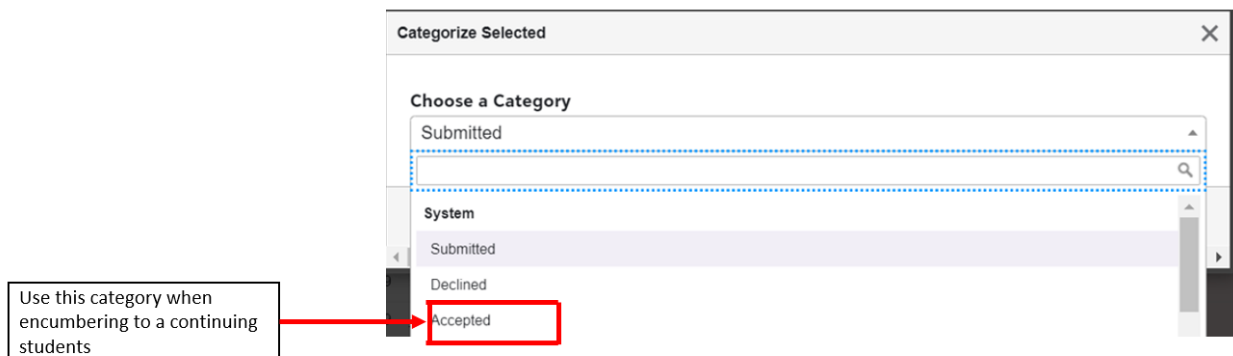 Categorize Selected
Choose a Category
Submitted
System
Submitted
Declined
Accepted
Use this category when
encumbering to a continuing
students